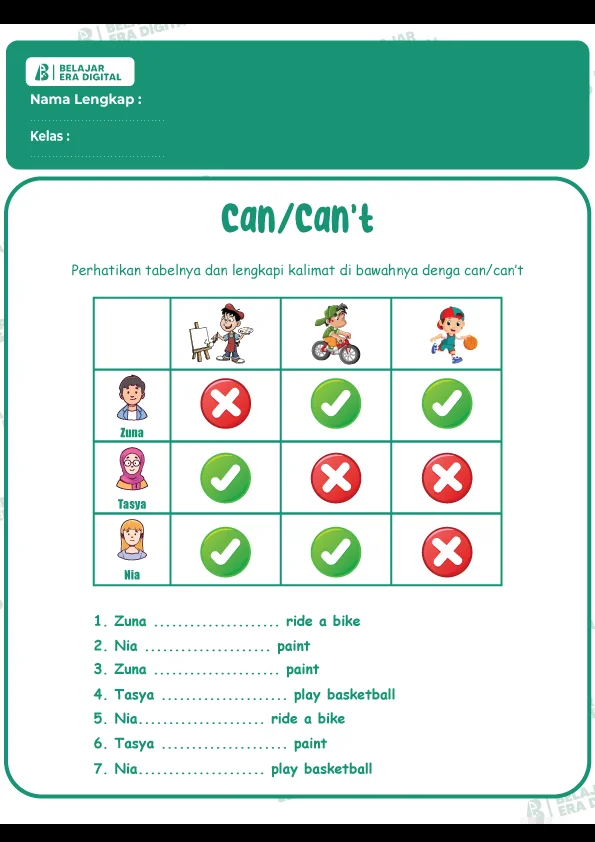 BELAJAR
ERA DIGITAL
Nama Lengkap :
Kelas :
Can/Can't
Perhatikan tabelnya dan lengkapi kalimat di bawahnya denga can/can't
Zuna
Tasya
Nia
1. Zuna ..................... ride a bike
2. Nia ..................... paint
3. Zuna ..................... paint
4. Tasya ..................... play basketball
5. Nia..................... ride a bike
6. Tasya ..................... paint
7. Nia..................... play basketball
BELAJAR
ERA DIGITAL